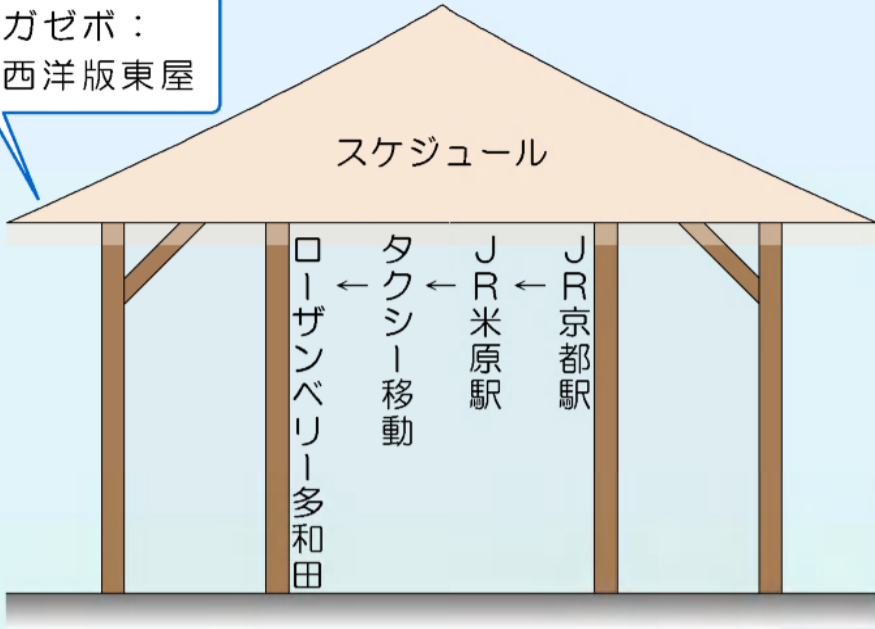 ガゼボ：
西洋版東屋
スケジュール
ＪＲ京都駅
←
ＪＲ米原駅
←
タクシー移動
←
ローザンベリー多和田